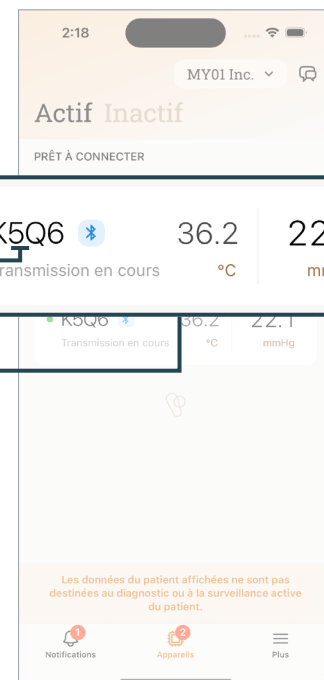 2:18
MY01 Inc.
Actif Inactif
PRÊT À CONNECTER
K5Q6 36.2 22
ransmission en cours °C
K5Q6 36.2 22.1
Transmission en cours °C mmHg
Les données du patient affichées ne sont pas
destinées au diagnostic ou à la surveillance active
du patient.
1 2
Notifications Appareils Plus